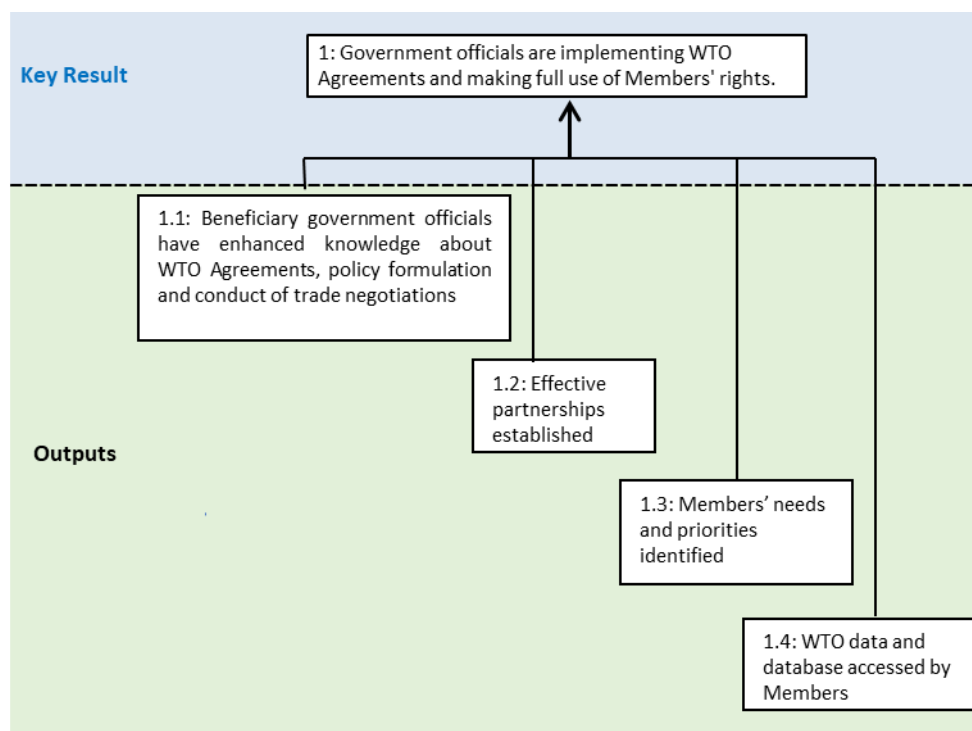 Key Result
1: Government officials are implementing WTO
Agreements and making full use of Members' rights.
1.1: Beneficiary government officials
have enhanced knowledge about
WTO Agreements, policy formulation
and conduct of trade negotiations
1.2: Effective
partnerships
established
Outputs
1.3: Members’ needs
and priorities
identified
1.4: WTO data and
database accessed by
Members